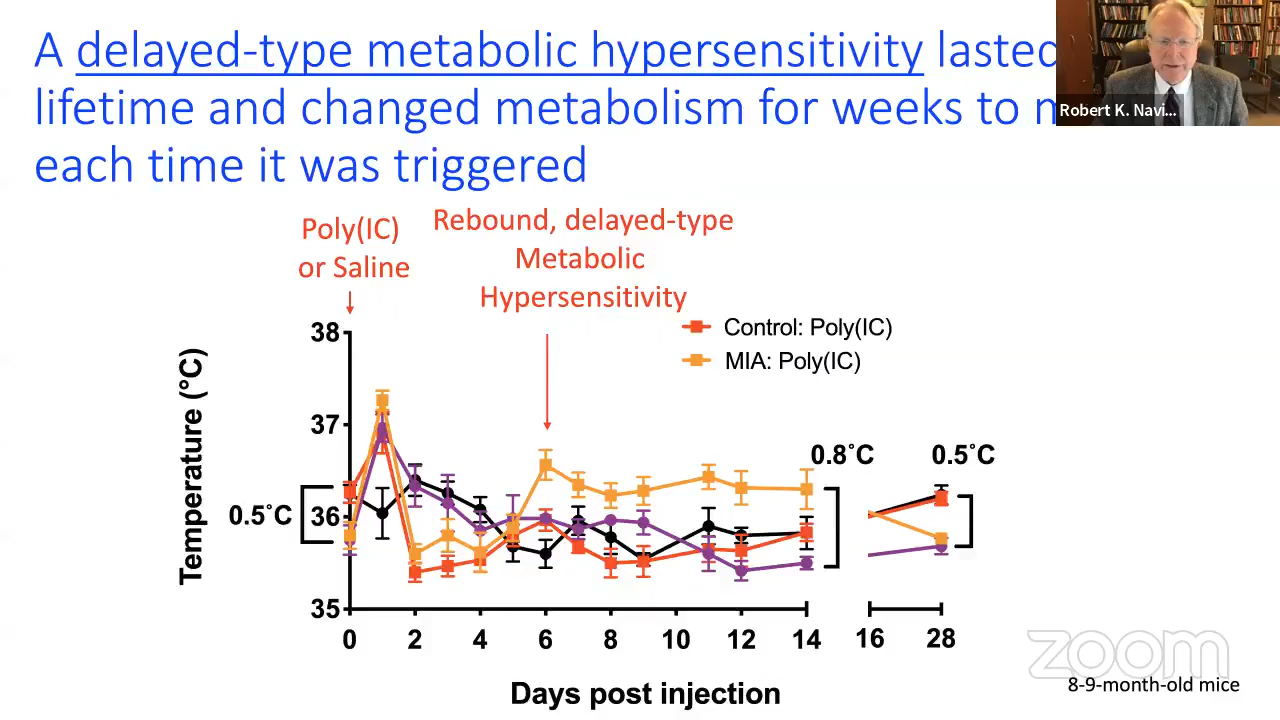 A delayed-type metabolic hypersensitivity lasted
lifetime and changed metabolism for weeks to
each time it was triggered
Robert K. Navi...
Poly(IC)
or Saline
Rebound, delayed-type
Metabolic
Hypersensitivity
Control: Poly(IC)
MIA: Poly(IC)
Temperature (°C)
38
37
36
35
0.5˚C
0.8˚C
0.5˚C
0 2 4 6 8 10 12 14 16 28
Days post injection
zoom
8-9-month-old mice